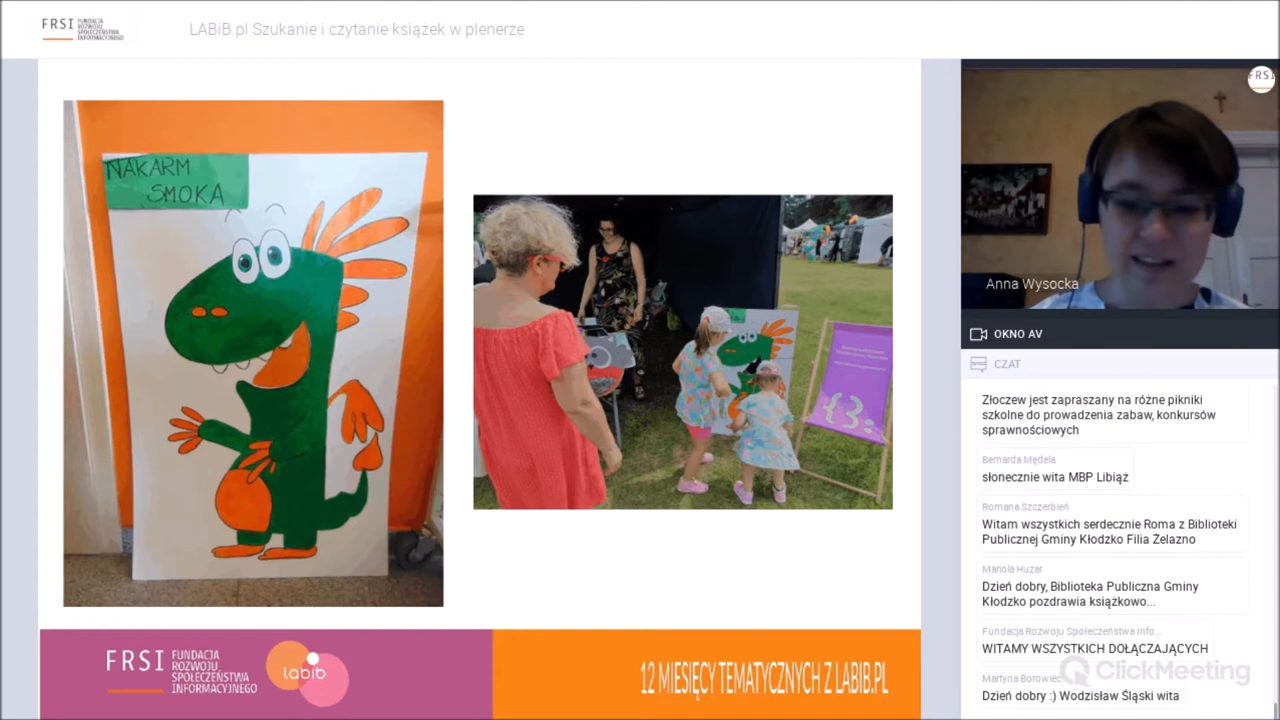 FRSI
FUNDACJA
ROZWOJU
SPOŁECZEŃSTWA
INFORMACYJNEGO
LABiB.pl Szukanie i czytanie książek w plenerze
NAKARM
SMOKA
FRSI
FUNDACJA
ROZWOJU
SPOŁECZEŃSTWA
INFORMACYJNEGO
labib
12 MIESIĘCY TEMATYCZNYCH Z LABIB.PL
FRSI
Anna Wysocka
OKNO AV
CZAT
Złoczew jest zapraszany na różne pikniki
szkolne do prowadzenia zabaw, konkursów
sprawnościowych
Bernarda Mędela
słonecznie wita MBP Libiąż
Romana Szczerbień
Witam wszystkich serdecznie Roma z Biblioteki
Publicznej Gminy Kłodzko Filia Żelazno
Mariola Huzar
Dzień dobry, Biblioteka Publiczna Gminy
Kłodzko pozdrawia książkowo...
Fundacja Rozwoju Społeczeństwa Info...
WITAMY WSZYSTKICH DOŁĄCZAJĄCYCH
ClickMeeting
Martyna Borowiec
Dzień dobry :) Wodzisław Śląski wita